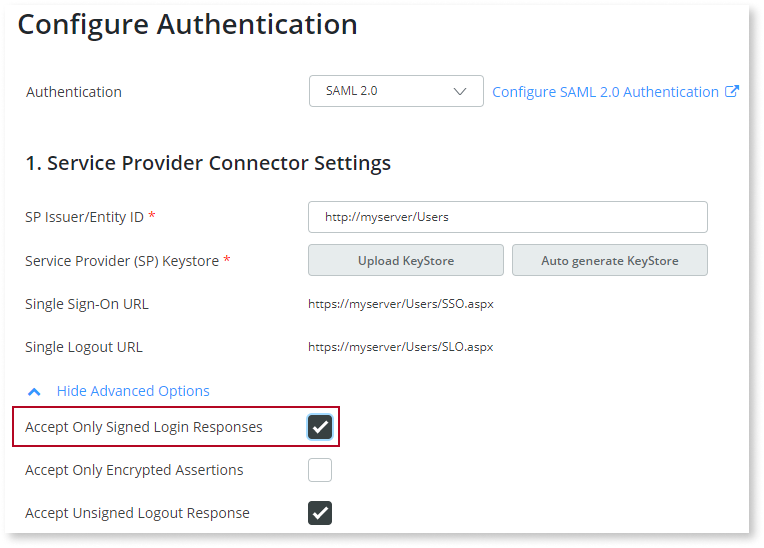 Configure Authentication
Authentication SAML 2.0 Configure SAML 2.0 Authentication
1. Service Provider Connector Settings
SP Issuer/Entity ID * http://myserver/Users
Service Provider (SP) Keystore * Upload KeyStore Auto generate KeyStore
Single Sign-On URL https://myserver/Users/SSO.aspx
Single Logout URL https://myserver/Users/SLO.aspx
Hide Advanced Options
Accept Only Signed Login Responses
Accept Only Encrypted Assertions
Accept Unsigned Logout Response